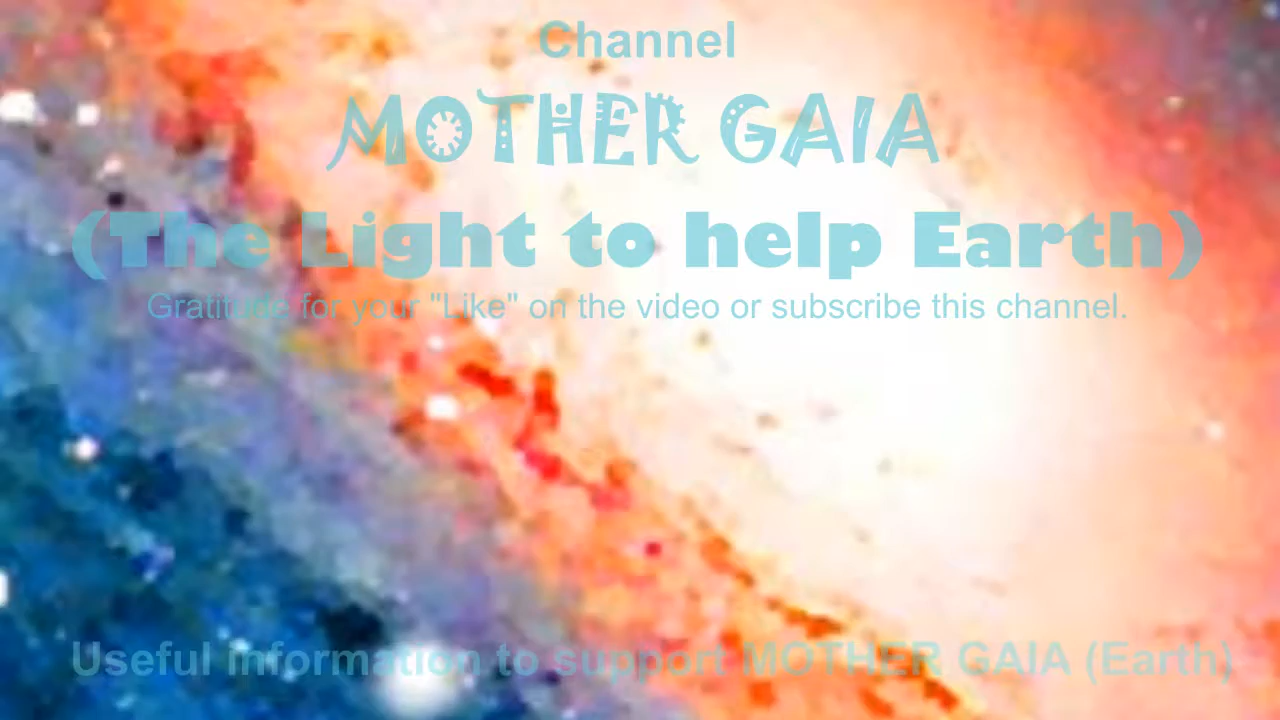 Channel
MOTHER GAIA
(The Light to help Earth)
Gratitude for your "Like" on the video or subscribe this channel.
Useful information to support MOTHER GAIA (Earth)